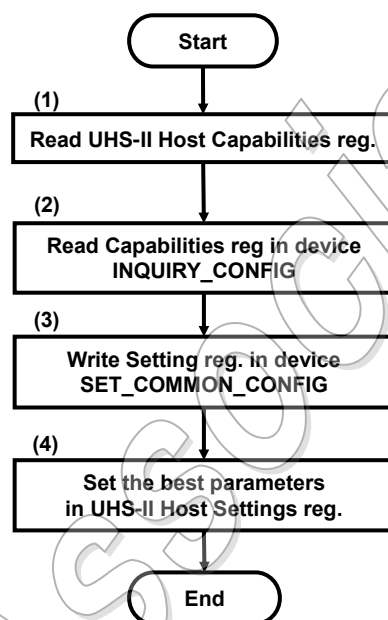 Start
(1)
Read UHS-II Host Capabilities reg.
(2)
Read Capabilities reg in device
INQUIRY_CONFIG
(3)
Write Setting reg. in device
SET_COMMON_CONFIG
(4)
Set the best parameters
in UHS-II Host Settings reg.
End